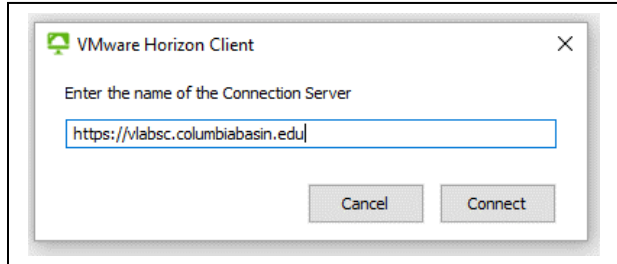 VMware Horizon Client
Enter the name of the Connection Server
https://vlabsc.columbiabasin.edu
Cancel Connect